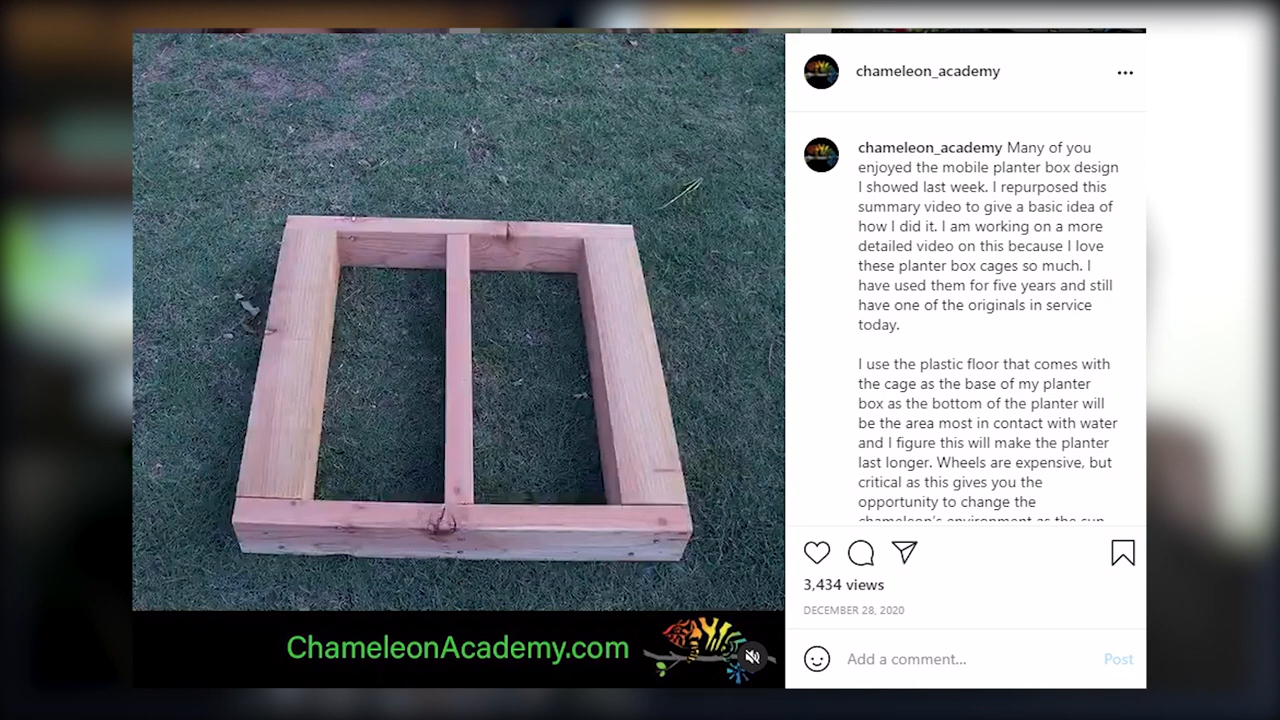 chameleon_academy
chameleon_academy Many of you
enjoyed the mobile planter box design
I showed last week. I repurposed this
summary video to give a basic idea of
how I did it. I am working on a more
detailed video on this because I love
these planter box cages so much. I
have used them for five years and still
have one of the originals in service
today.
I use the plastic floor that comes with
the cage as the base of my planter
box as the bottom of the planter will
be the area most in contact with water
and I figure this will make the planter
last longer. Wheels are expensive, but
critical as this gives you the
opportunity to change the
chameleon's environment as the sun
3,434 views
DECEMBER 28, 2020
Add a comment... Post
ChameleonAcademy.com